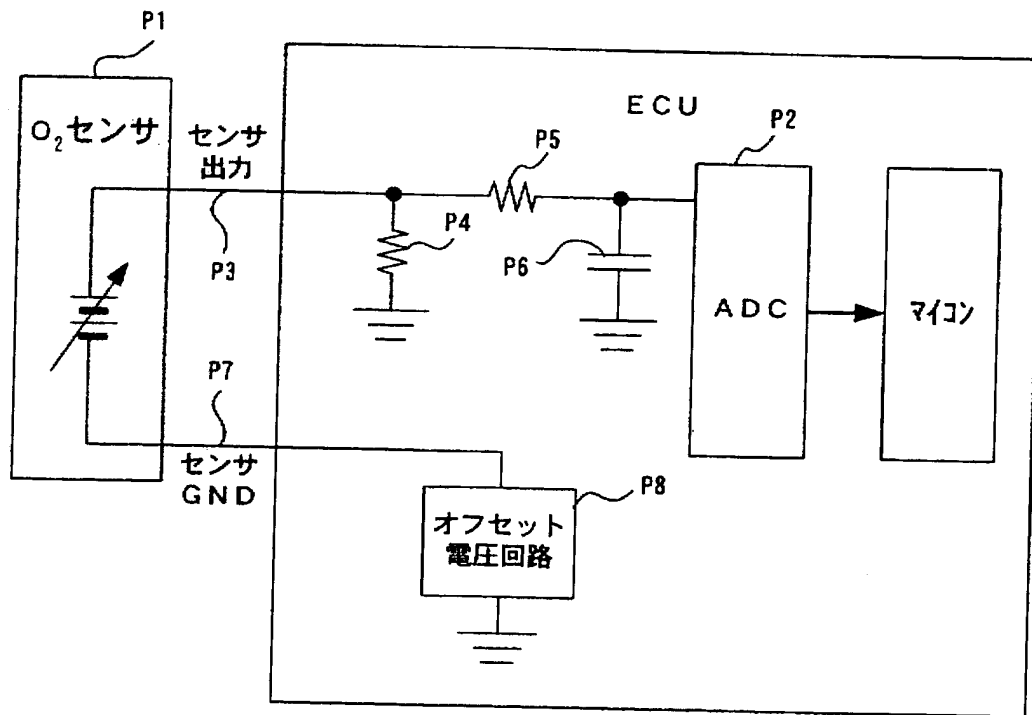 P1
O₂センサ
センサ
出力
P3
ECU
P5
P2
P4
P6
ADC
マイコン
P7
センサ
GND
P8
オフセット
電圧回路